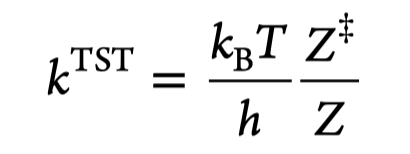 k^TST = k_B T / h Z^‡ / Z